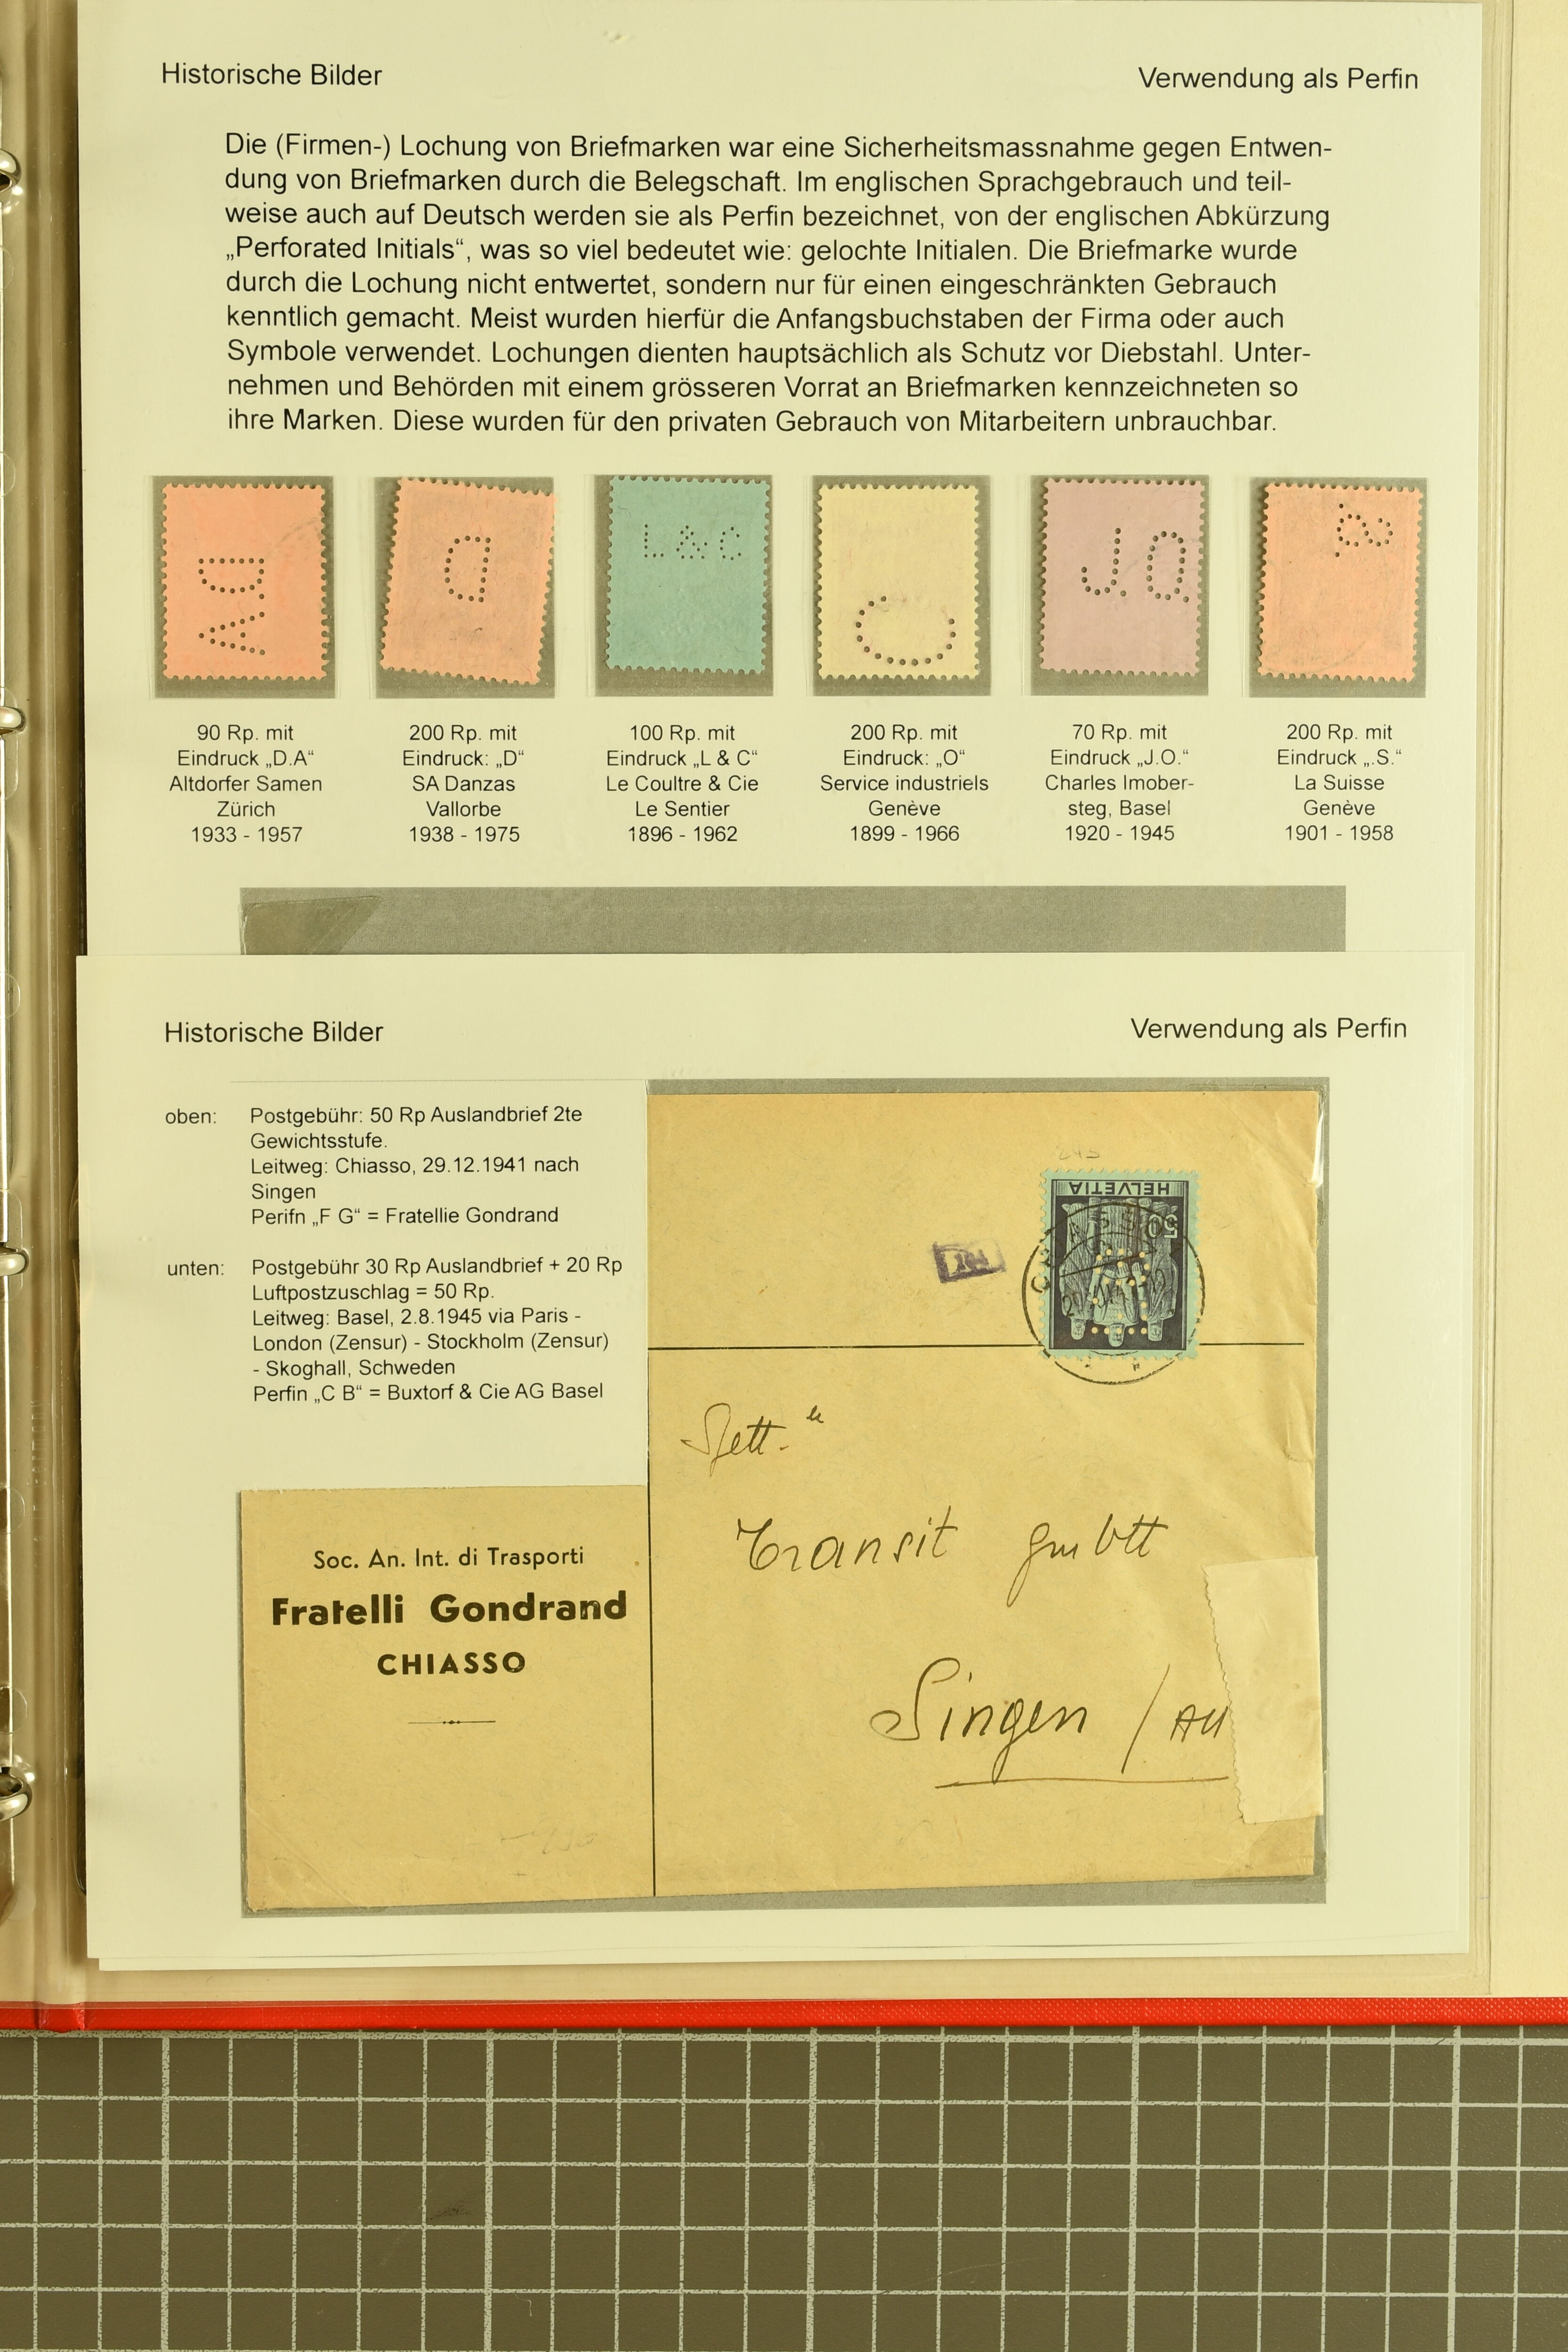 Historische Bilder
Verwendung als Perfin
Die (Firmen-) Lochung von Briefmarken war eine Sicherheitsmassnahme gegen Entwen-
dung von Briefmarken durch die Belegschaft. Im englischen Sprachgebrauch und teil-
weise auch auf Deutsch werden sie als Perfin bezeichnet, von der englischen Abkürzung
„Perforated Initials“, was so viel bedeutet wie: gelochte Initialen. Die Briefmarke wurde
durch die Lochung nicht entwertet, sondern nur für einen eingeschränkten Gebrauch
kenntlich gemacht. Meist wurden hierfür die Anfangsbuchstaben der Firma oder auch
Symbole verwendet. Lochungen dienten hauptsächlich als Schutz vor Diebstahl. Unter-
nehmen und Behörden mit einem grösseren Vorrat an Briefmarken kennzeichneten so
ihre Marken. Diese wurden für den privaten Gebrauch von Mitarbeitern unbrauchbar.
D.A
D
L & C
J.O.
90 Rp. mit
Eindruck „D.A“
Altdorfer Samen
Zürich
1933 - 1957
200 Rp. mit
Eindruck: „D“
SA Danzas
Vallorbe
1938 - 1975
100 Rp. mit
Eindruck „L & C“
Le Coultre & Cie
Le Sentier
1896 - 1962
200 Rp. mit
Eindruck: „O“
Service industriels
Genève
1899 - 1966
70 Rp. mit
Eindruck „J.O.“
Charles Imober-
steg, Basel
1920 - 1945
200 Rp. mit
Eindruck „.S.“
La Suisse
Genève
1901 - 1958
Historische Bilder
Verwendung als Perfin
oben: Postgebühr: 50 Rp Auslandbrief 2te
Gewichtsstufe.
Leitweg: Chiasso, 29.12.1941 nach
Singen
Perifn „F G“ = Fratellie Gondrand
unten: Postgebühr 30 Rp Auslandbrief + 20 Rp
Luftpostzuschlag = 50 Rp.
Leitweg: Basel, 2.8.1945 via Paris -
London (Zensur) - Stockholm (Zensur)
- Skoghall, Schweden
Perfin „C B“ = Buxtorf & Cie AG Basel
HELVETIA
50
Transit GmbH
Singen /
Soc. An. Int. di Trasporti
Fratelli Gondrand
CHIASSO